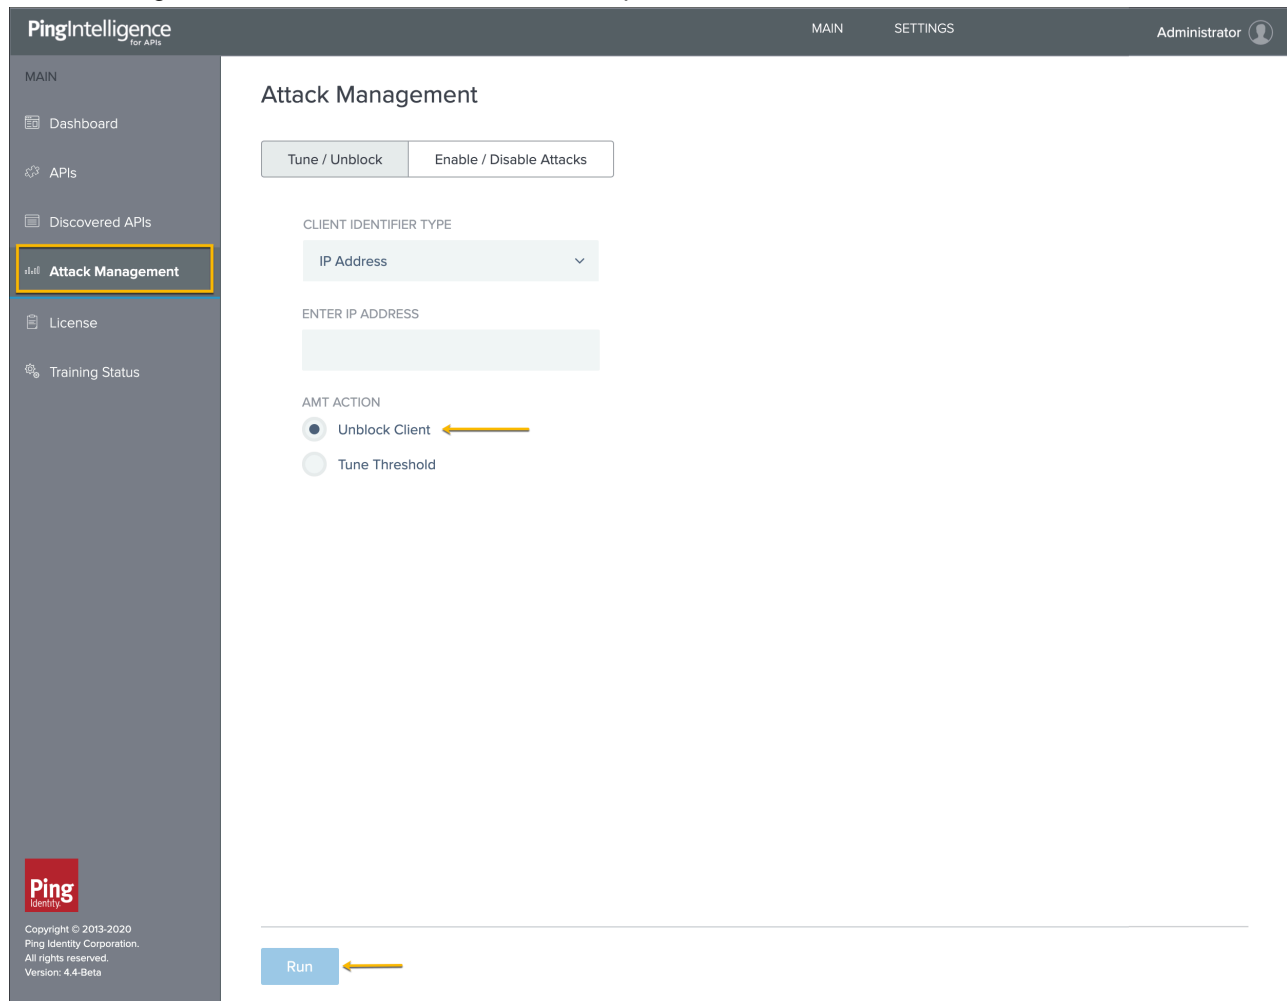 PingIntelligence
for APIs
MAIN
SETTINGS
Administrator
MAIN
Dashboard
APIs
Discovered APIs
Attack Management
License
Training Status
Attack Management
Tune / Unblock
Enable / Disable Attacks
CLIENT IDENTIFIER TYPE
IP Address
ENTER IP ADDRESS
AMT ACTION
Unblock Client
Tune Threshold
Ping
Identity.
Copyright © 2013-2020
Ping Identity Corporation.
All rights reserved.
Version: 4.4-Beta
Run